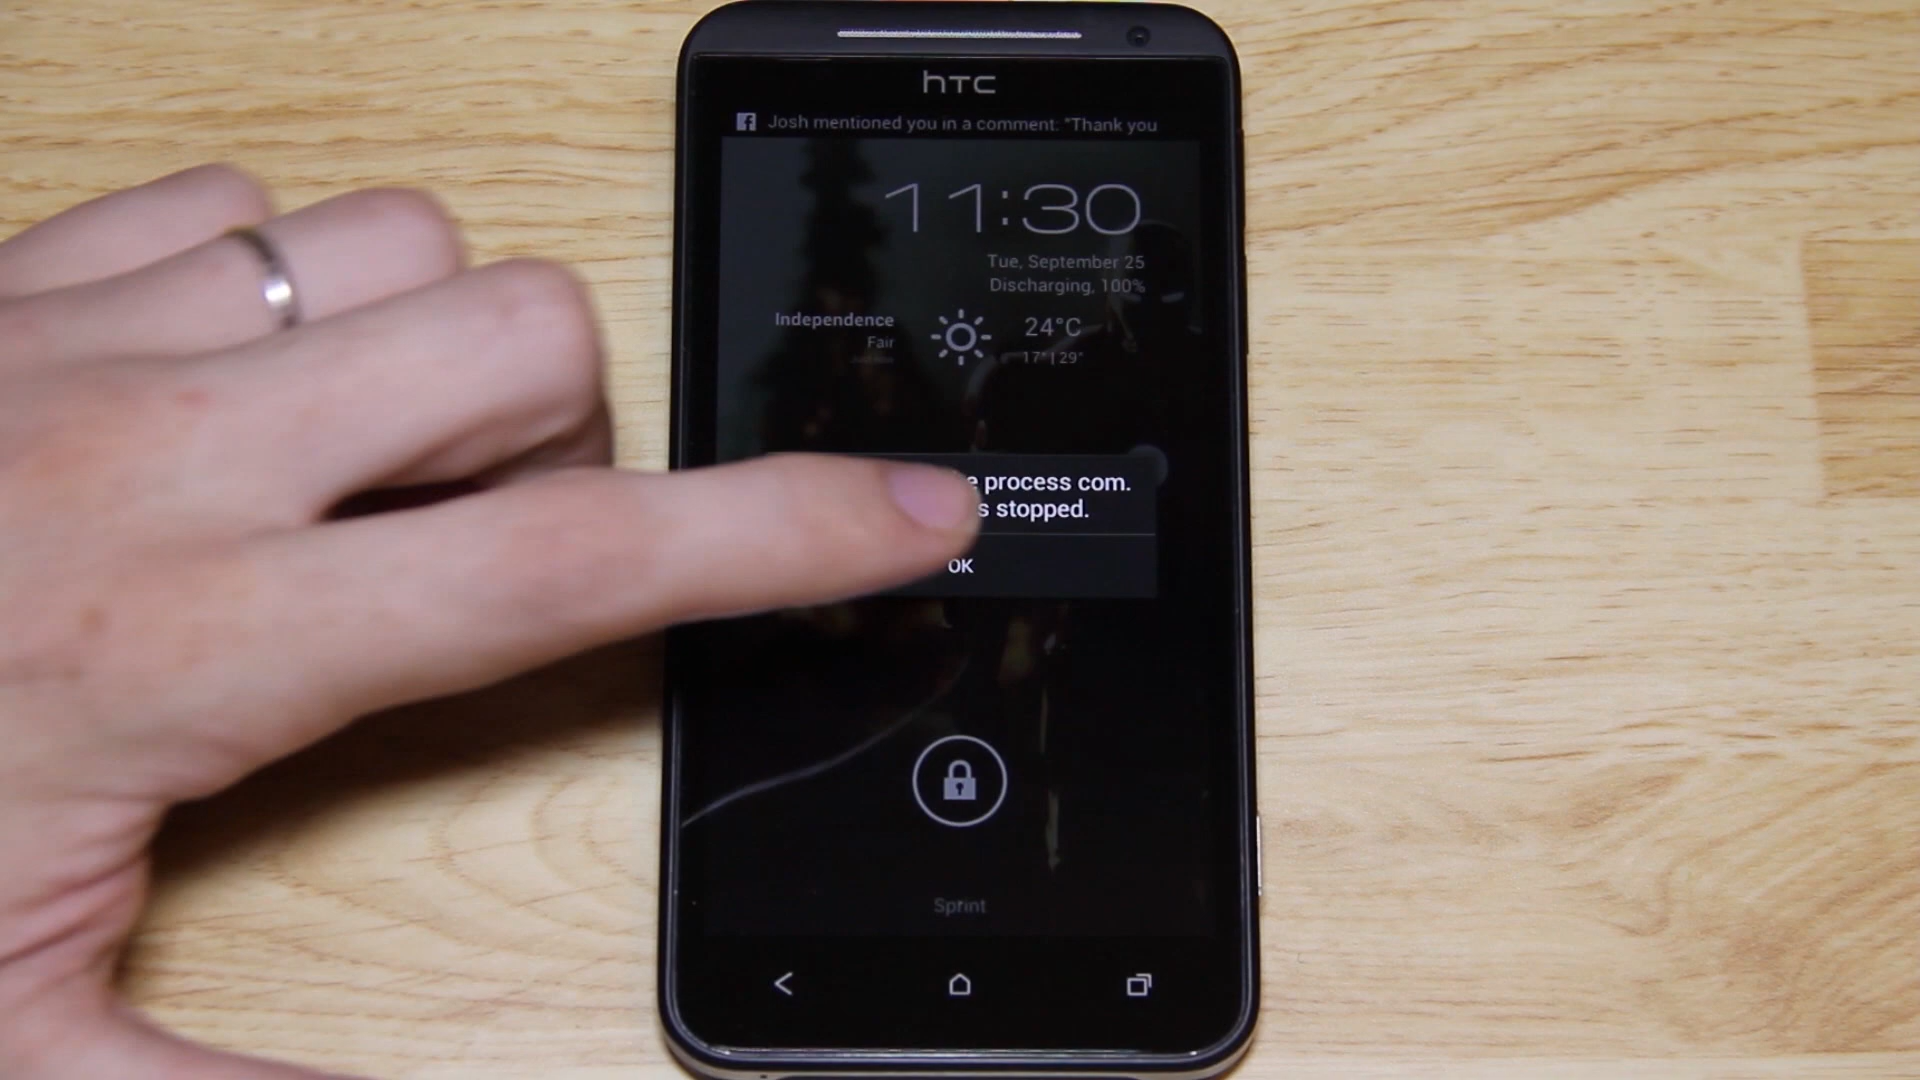 hTC
Josh mentioned you in a comment: "Thank you
11:30
Tue, September 25
Discharging, 100%
Independence
Fair
24°C
17° | 29°
process com.
stopped.
OK
Sprint